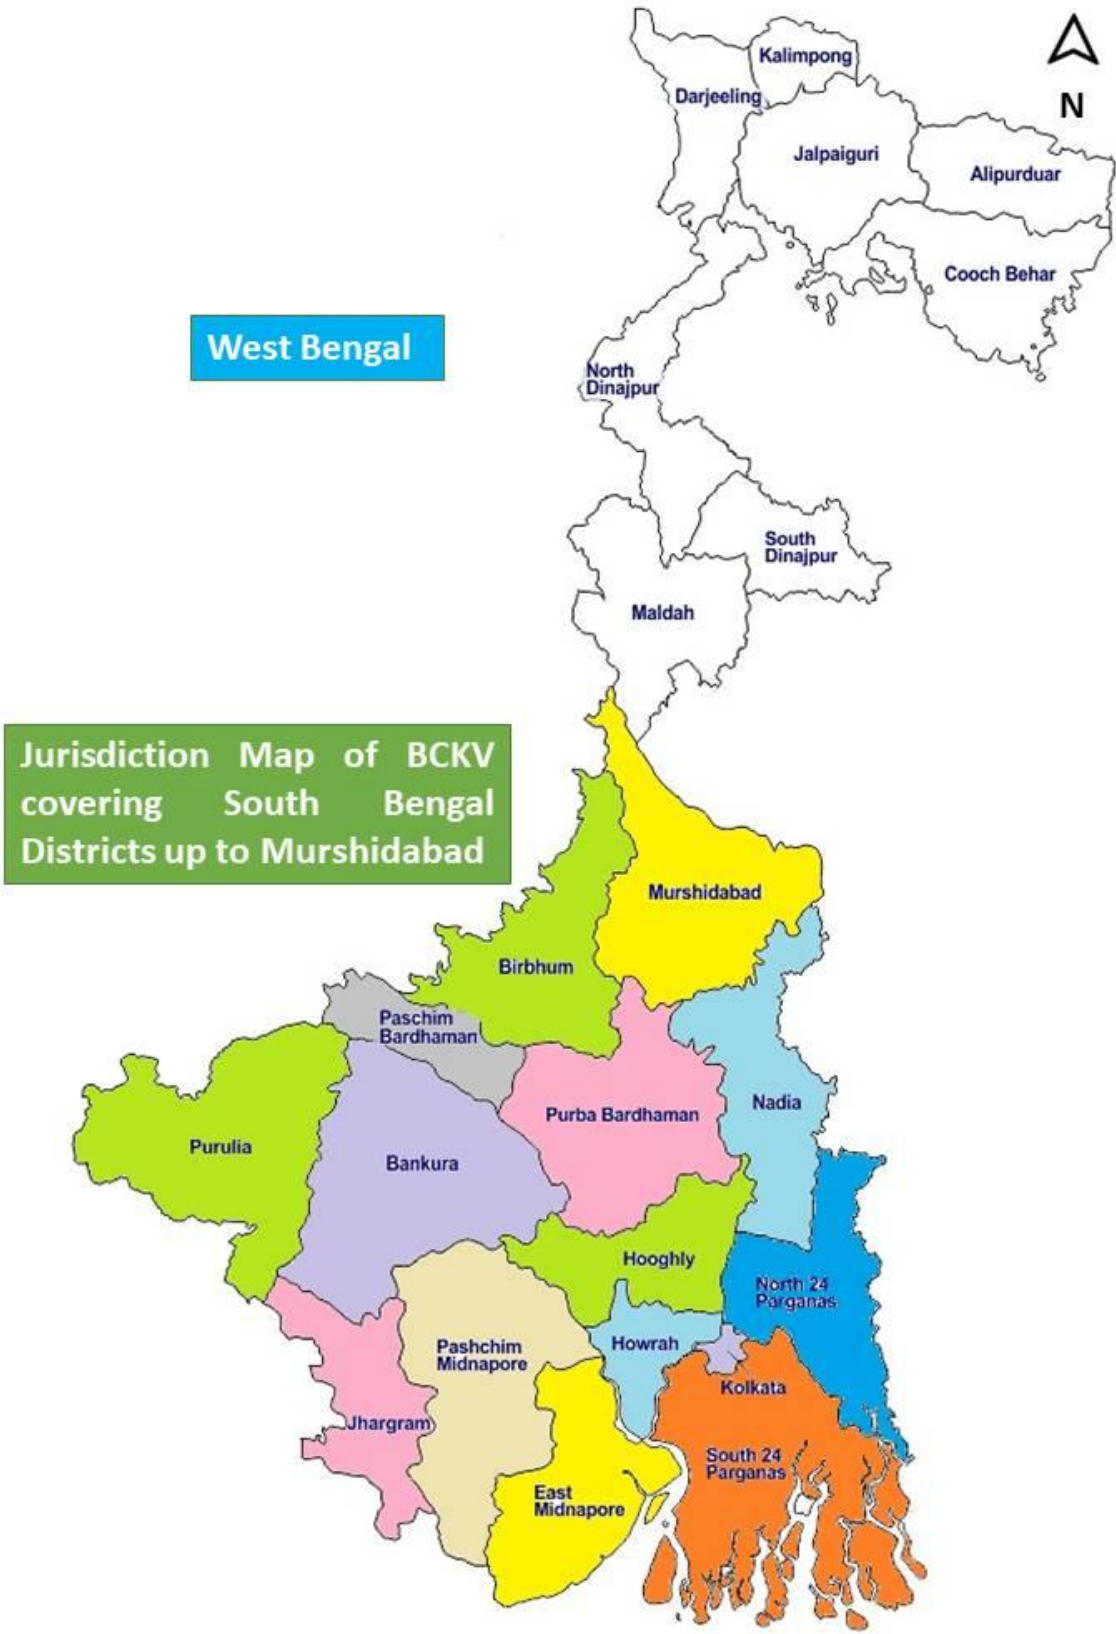 Kalimpong
Darjeeling
N
Jalpaiguri
Alipurduar
Cooch Behar
West Bengal
North
Dinajpur
South
Dinajpur
Maldah
Jurisdiction Map of BCKV
covering South Bengal
Districts up to Murshidabad
Murshidabad
Birbhum
Paschim
Bardhaman
Purba Bardhaman
Nadia
Purulia
Bankura
Hooghly
North 24
Parganas
Howrah
Pashchim
Midnapore
Kolkata
Jhargram
South 24
Parganas
East
Midnapore